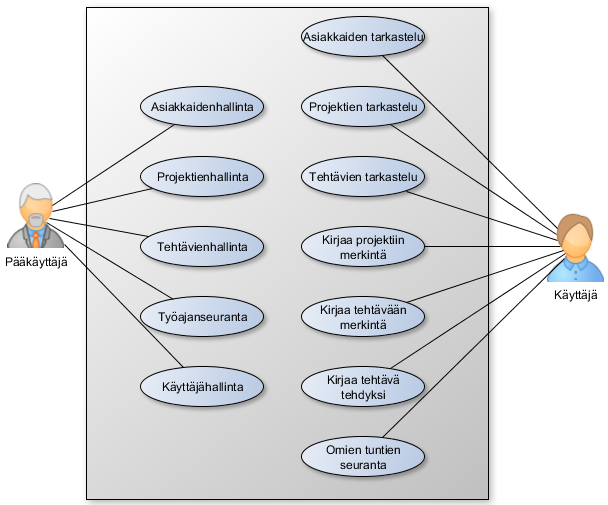 Asiakkaiden tarkastelu
Asiakkaidenhallinta
Projektien tarkastelu
Projektienhallinta
Tehtävien tarkastelu
Pääkäyttäjä
Tehtävienhallinta
Kirjaa projektiin
merkintä
Käyttäjä
Työajanseuranta
Kirjaa tehtävään
merkintä
Käyttäjähallinta
Kirjaa tehtävä
tehdyksi
Omien tuntien
seuranta